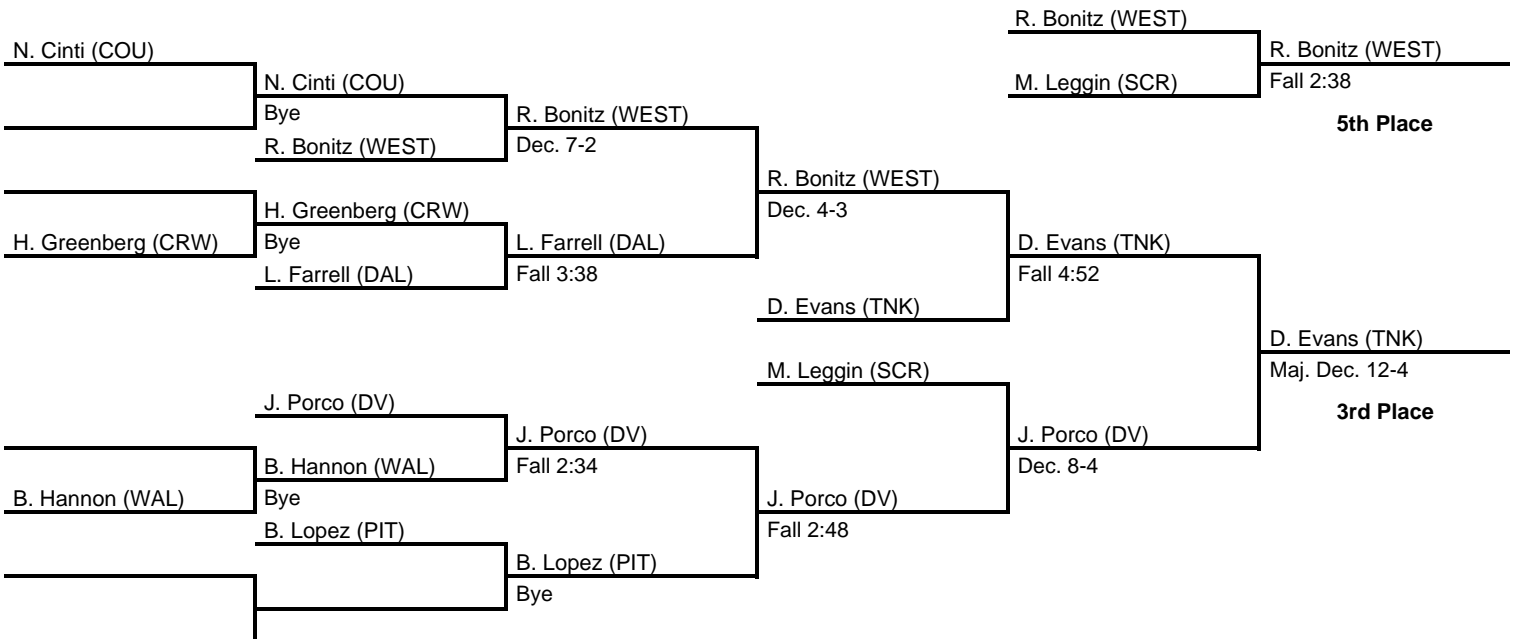 R. Bonitz (WEST)
N. Cinti (COU)
R. Bonitz (WEST)
N. Cinti (COU)
M. Leggin (SCR)
Fall 2:38
Bye
R. Bonitz (WEST)
5th Place
R. Bonitz (WEST)
Dec. 7-2
R. Bonitz (WEST)
H. Greenberg (CRW)
Dec. 4-3
H. Greenberg (CRW)
Bye
L. Farrell (DAL)
D. Evans (TNK)
L. Farrell (DAL)
Fall 3:38
Fall 4:52
D. Evans (TNK)
D. Evans (TNK)
M. Leggin (SCR)
Maj. Dec. 12-4
J. Porco (DV)
3rd Place
J. Porco (DV)
J. Porco (DV)
B. Hannon (WAL)
Fall 2:34
Dec. 8-4
B. Hannon (WAL)
Bye
J. Porco (DV)
B. Lopez (PIT)
Fall 2:48
B. Lopez (PIT)
Bye